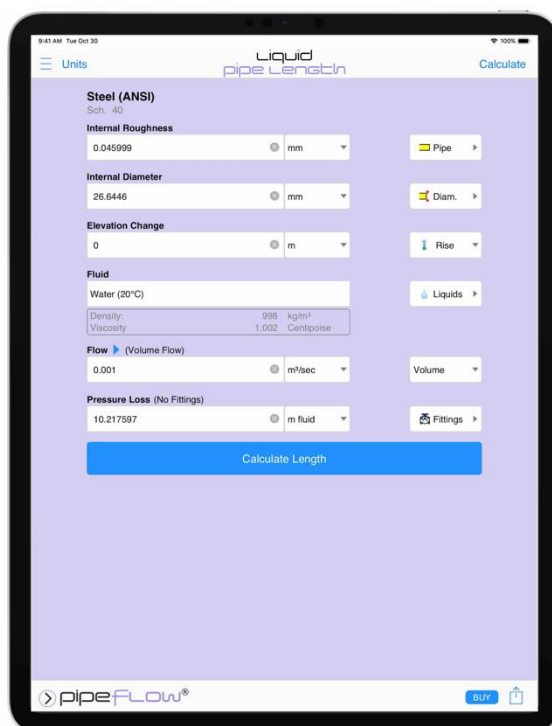 9:41 AM Tue Oct 30 100%
Units Liquid Calculate
pipe Length
Steel (ANSI)
Sch. 40
Internal Roughness
0.045999 mm Pipe
Internal Diameter
26.6446 mm Diam.
Elevation Change
0 m Rise
Fluid
Water (20°C) Liquids
Density: 998 kg/m³
Viscosity 1.002 Centipoise
Flow (Volume Flow)
0.001 m³/sec Volume
Pressure Loss (No Fittings)
10.217597 m fluid Fittings
Calculate Length
pipeFLOW® BUY